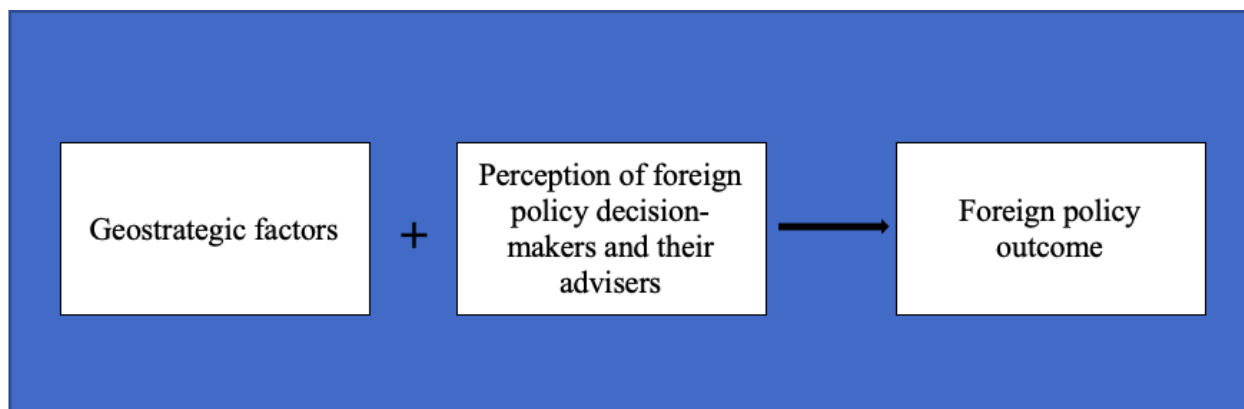 Geostrategic factors
+
Perception of foreign
policy decision-
makers and their
advisers
Foreign policy
outcome